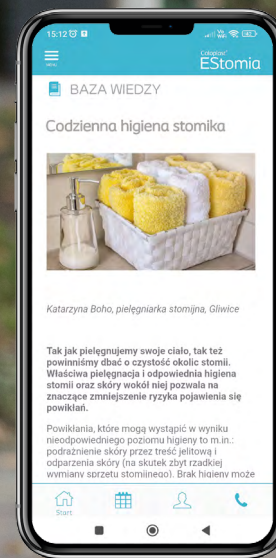 15:12
Coloplast
EStomia
MENU
BAZA WIEDZY
Codzienna higiena stomika
Katarzyna Boho, pielęgniarka stomijna, Gliwice
Tak jak pielęgnujemy swoje ciało, tak też
powinniśmy dbać o czystość okolic stomii.
Właściwa pielęgnacja i odpowiednia higiena
stomii oraz skóry wokół niej pozwala na
znaczące zmniejszenie ryzyka pojawienia się
powikłań.
Powikłania, które mogą wystąpić w wyniku
nieodpowiedniego poziomu higieny to m.in.:
podrażnienie skóry przez treść jelitową i
odparzenia skóry (na skutek zbyt rzadkiej
wymiany sprzętu stomijnego). Brak higieny może
Start